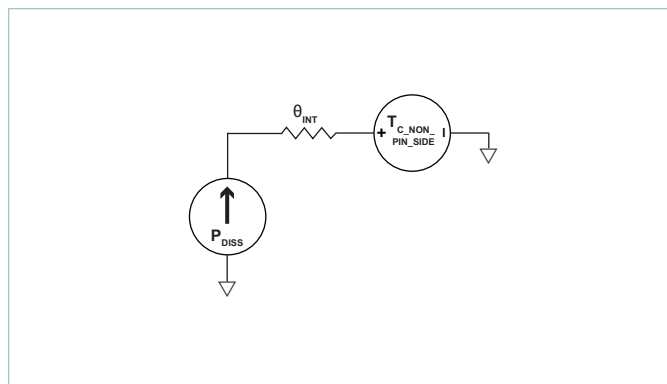 θINT
+ TC_NON_ I
PIN_SIDE
PDISS